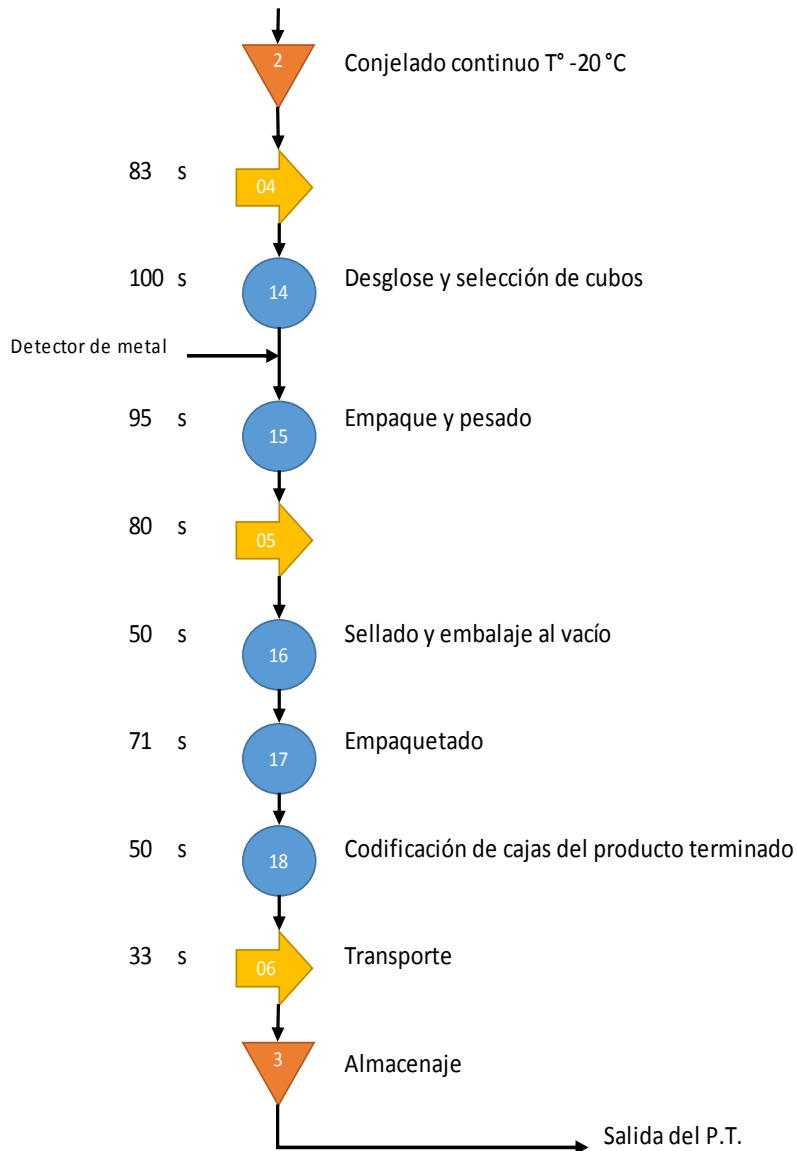 2
Conjelado continuo T° -20 °C
83 s
04
100 s
14
Desglose y selección de cubos
Detector de metal
95 s
15
Empaque y pesado
80 s
05
50 s
16
Sellado y embalaje al vacío
71 s
17
Empaquetado
50 s
18
Codificación de cajas del producto terminado
33 s
06
Transporte
3
Almacenaje
Salida del P.T.